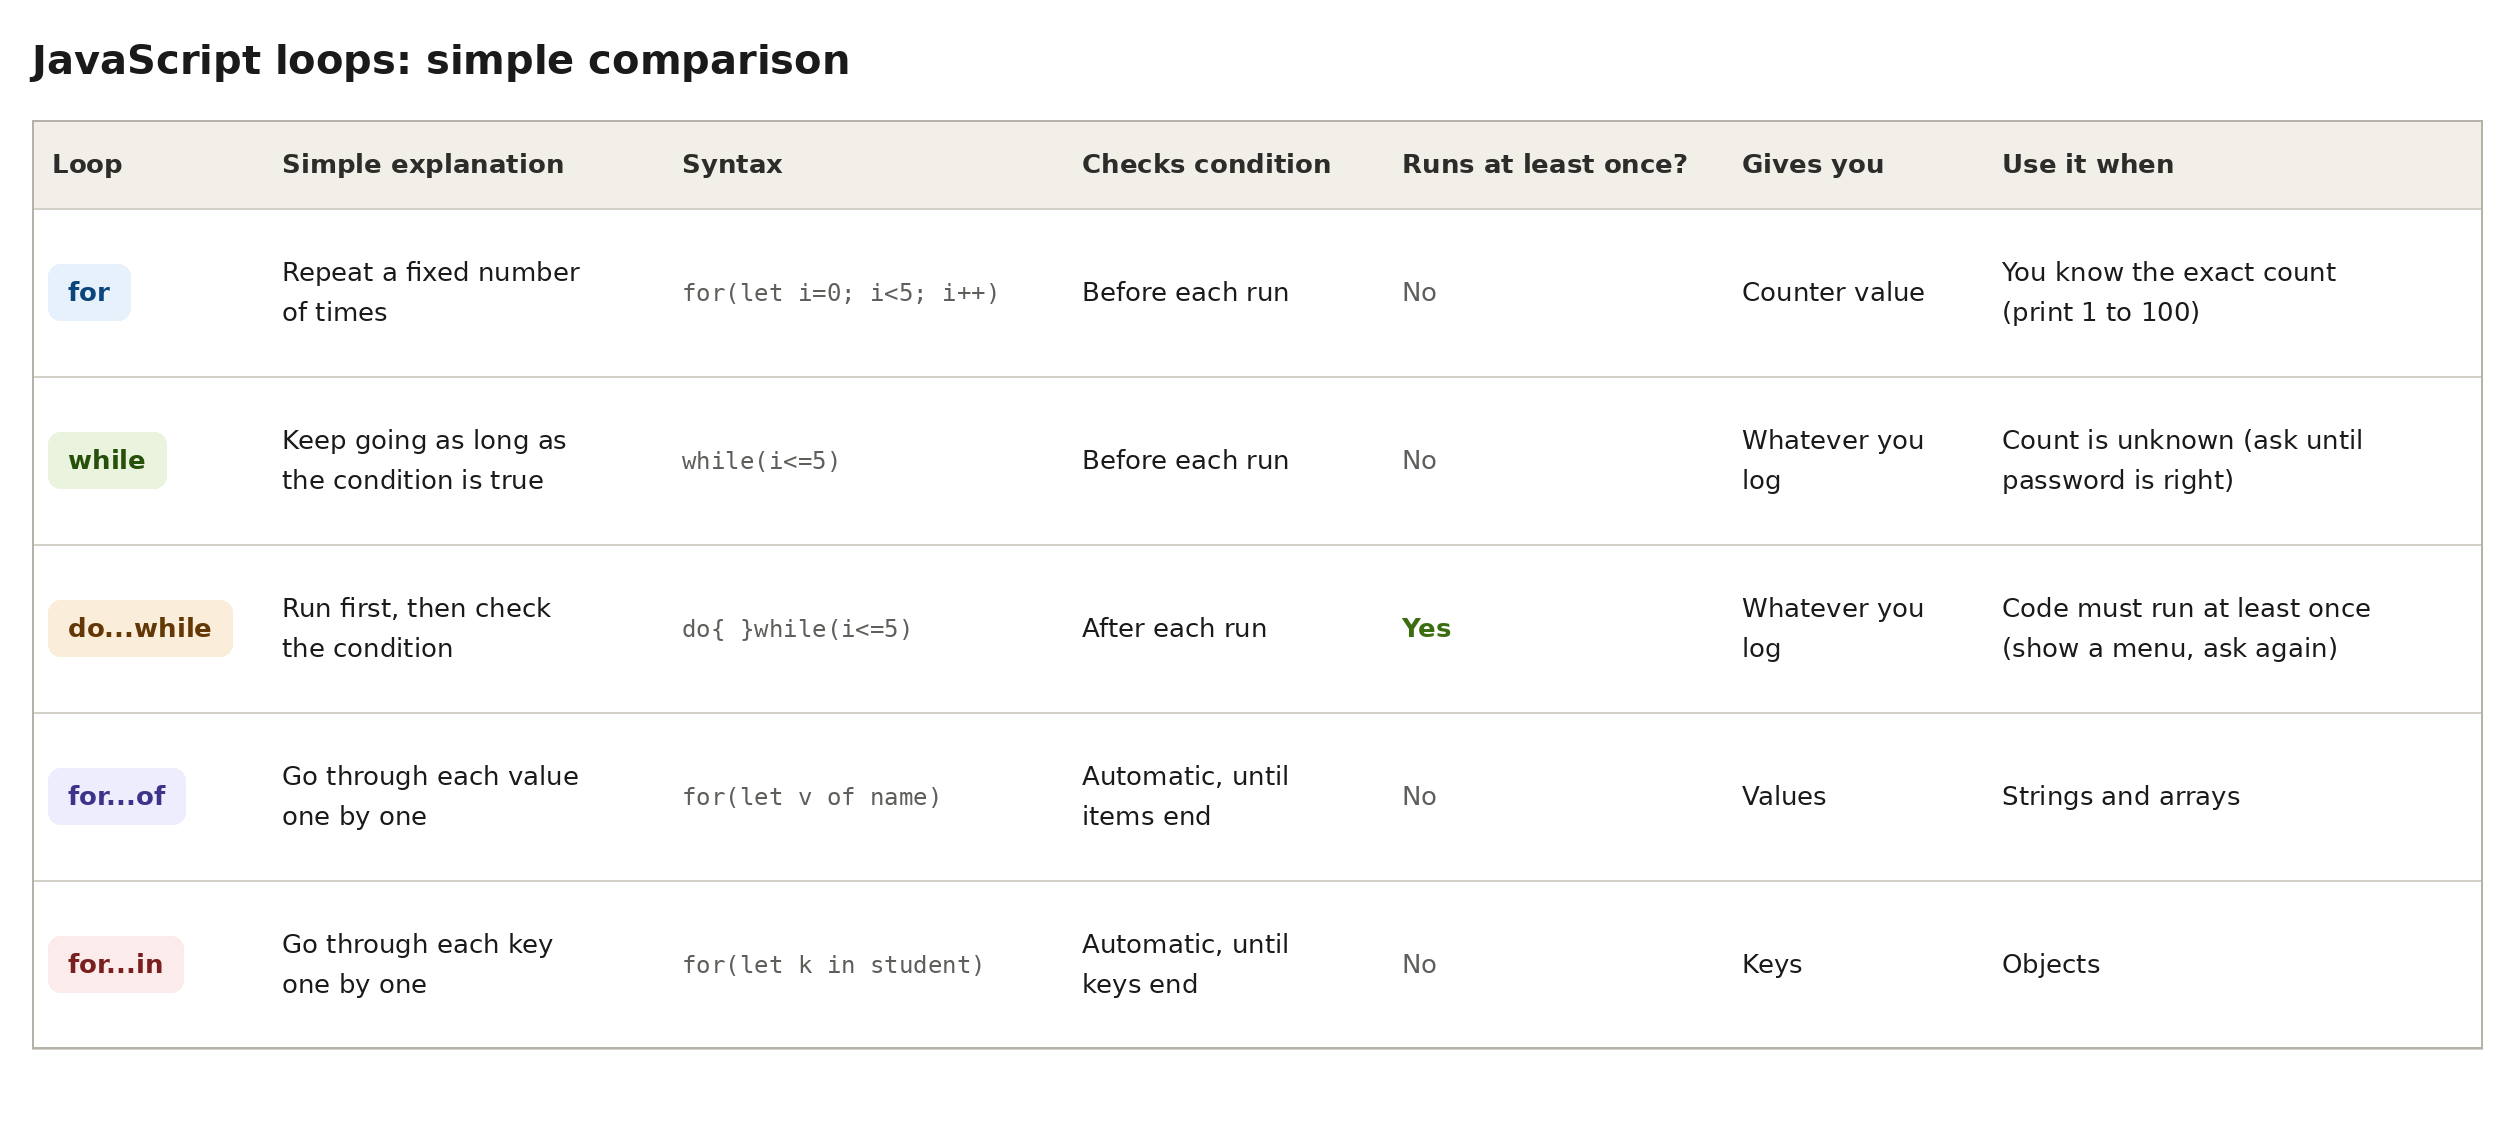 JavaScript loops: simple comparison
Loop Simple explanation Syntax Checks condition Runs at least once? Gives you Use it when
for
Repeat a fixed number
of times
for(let i=0; i<5; i++)
Before each run
No
Counter value
You know the exact count
(print 1 to 100)
while
Keep going as long as
the condition is true
while(i<=5)
Before each run
No
Whatever you
log
Count is unknown (ask until
password is right)
do...while
Run first, then check
the condition
do{ }while(i<=5)
After each run
Yes
Whatever you
log
Code must run at least once
(show a menu, ask again)
for...of
Go through each value
one by one
for(let v of name)
Automatic, until
items end
No
Values
Strings and arrays
for...in
Go through each key
one by one
for(let k in student)
Automatic, until
keys end
No
Keys
Objects